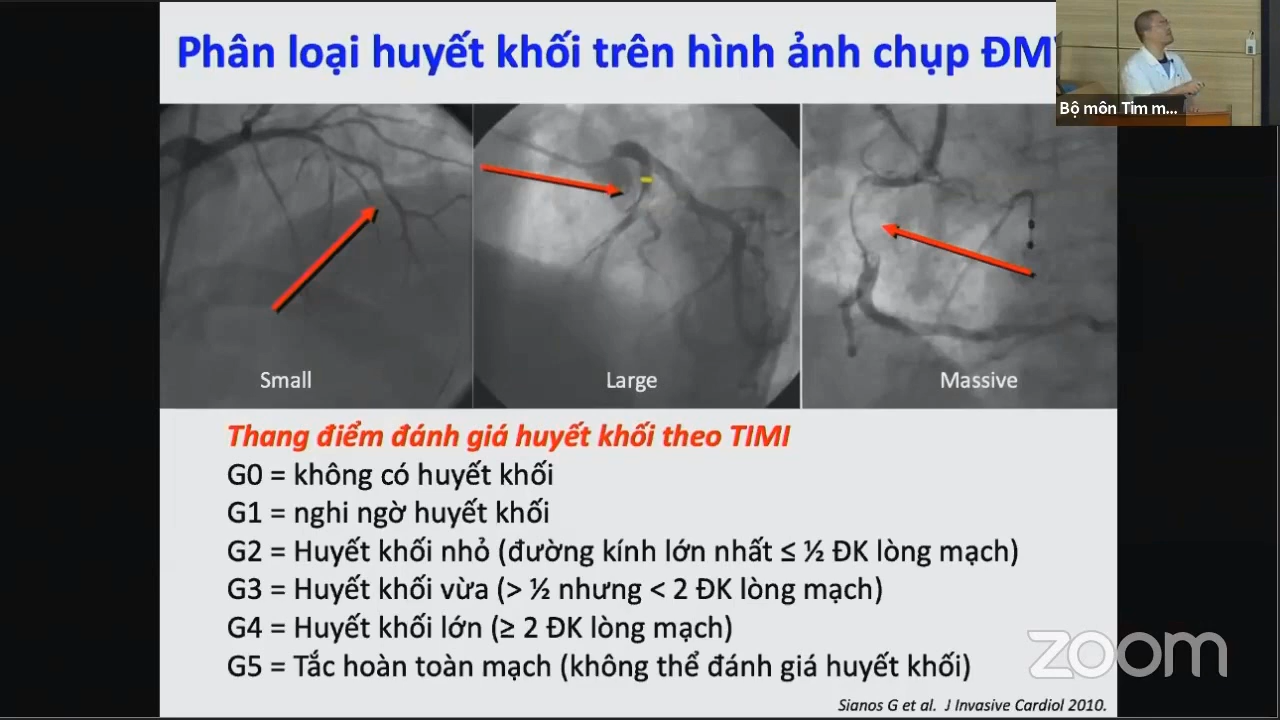 Phân loại huyết khối trên hình ảnh chụp
Bộ môn Tim m...
Small
Large
Massive
Thang điểm đánh giá huyết khối theo TIMI
G0 = không có huyết khối
G1 = nghi ngờ huyết khối
G2 = Huyết khối nhỏ (đường kính lớn nhất ≤ ½ ĐK lòng mạch)
G3 = Huyết khối vừa (> ½ nhưng < 2 ĐK lòng mạch)
G4 = Huyết khối lớn (≥ 2 ĐK lòng mạch)
G5 = Tắc hoàn toàn mạch (không thể đánh giá huyết khối)
zoom
Sianos G et al. J Invasive Cardiol 2010.